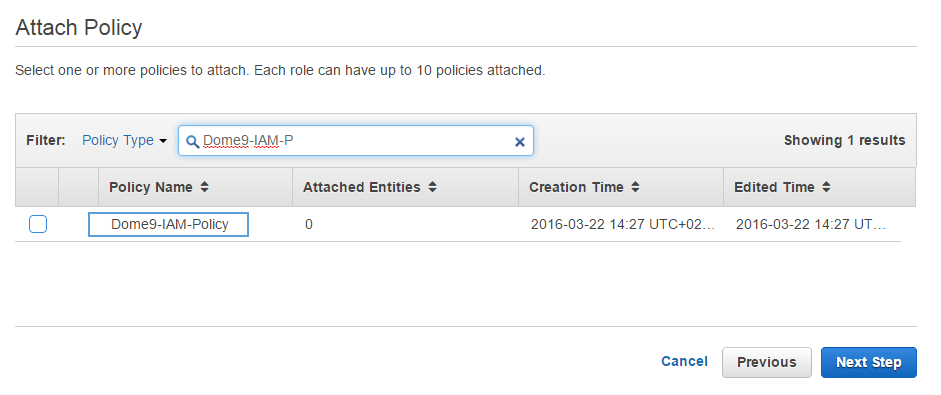 Attach Policy
Select one or more policies to attach. Each role can have up to 10 policies attached.
Filter: Policy Type Dome9-IAM-P Showing 1 results
Policy Name Attached Entities Creation Time Edited Time
Dome9-IAM-Policy 0 2016-03-22 14:27 UTC+02... 2016-03-22 14:27 UT...
Cancel Previous Next Step